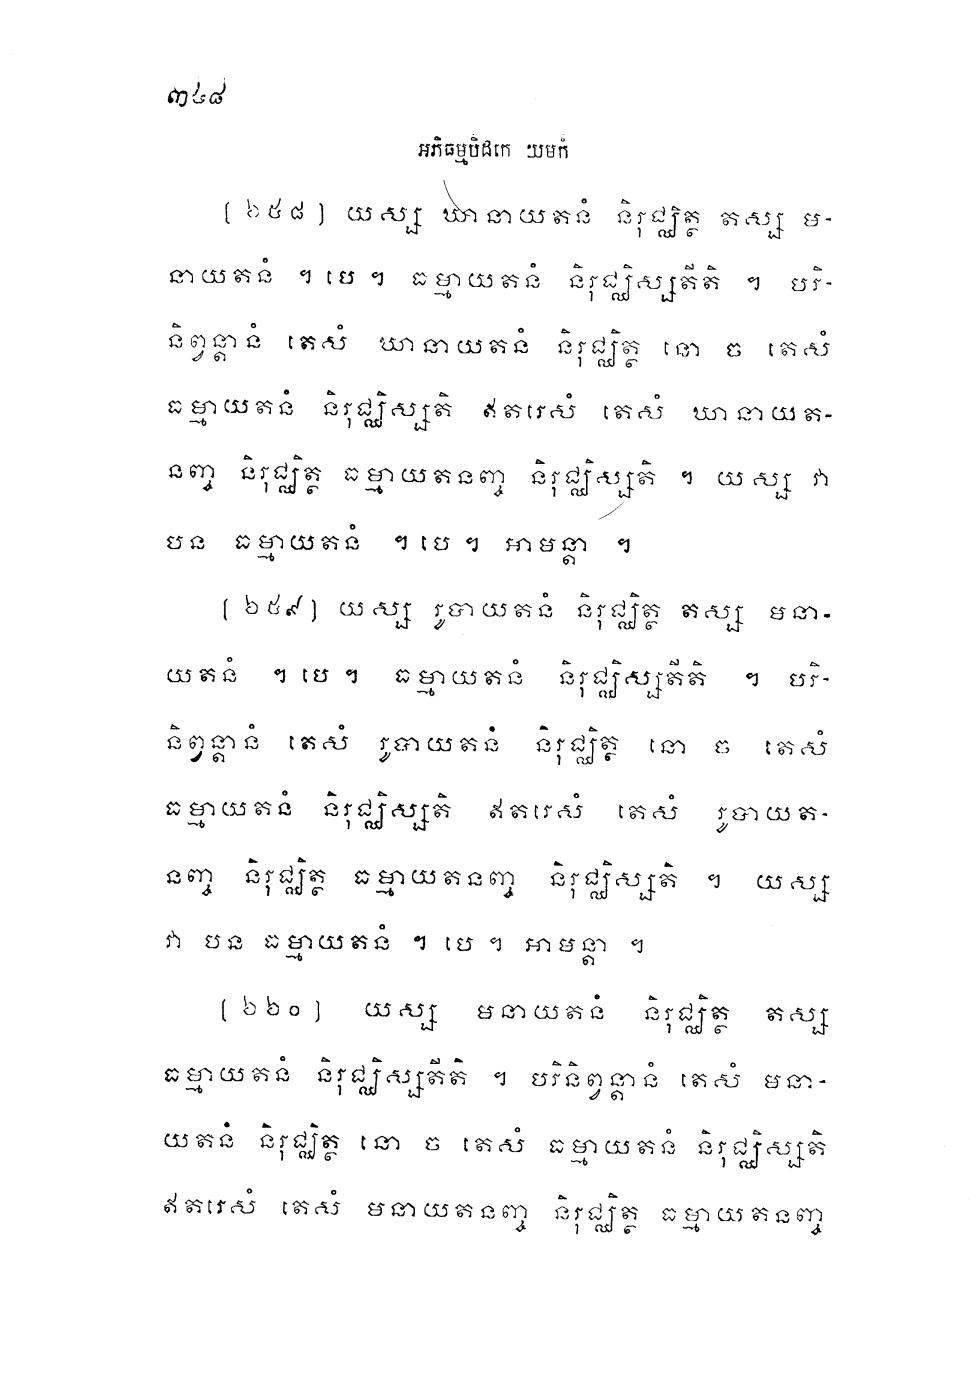 ៣៤៨
អភិធម្មបិដកេ យមកំ
[៦៥៨] យស្ស ឃានាយតនំ និរុជ្ឈិត្ថ តស្ស ម-
នាយតនំ ។ បេ ។ ធម្មាយតនំ និរុជ្ឈិស្សតីតិ ។ បរិ-
និព្វន្តានំ តេសំ ឃានាយតនំ និរុជ្ឈិត្ថ នោ ច តេសំ
ធម្មាយតនំ និរុជ្ឈិស្សតិ ឥតរេសំ តេសំ ឃានាយត-
នញ្ច និរុជ្ឈិត្ថ ធម្មាយតនញ្ច និរុជ្ឈិស្សតិ ។ យស្ស វា
បន ធម្មាយតនំ ។ បេ ។ អាមន្តា ។
[៦៥៩] យស្ស រូបាយតនំ និរុជ្ឈិត្ថ តស្ស មនា-
យតនំ ។ បេ ។ ធម្មាយតនំ និរុជ្ឈិស្សតីតិ ។ បរិ-
និព្វន្តានំ តេសំ រូបាយតនំ និរុជ្ឈិត្ថ នោ ច តេសំ
ធម្មាយតនំ និរុជ្ឈិស្សតិ ឥតរេសំ តេសំ រូបាយត-
នញ្ច និរុជ្ឈិត្ថ ធម្មាយតនញ្ច និរុជ្ឈិស្សតិ ។ យស្ស
វា បន ធម្មាយតនំ ។ បេ ។ អាមន្តា ។
[៦៦០] យស្ស មនាយតនំ និរុជ្ឈិត្ថ តស្ស
ធម្មាយតនំ និរុជ្ឈិស្សតីតិ ។ បរិនិព្វន្តានំ តេសំ មនា-
យតនំ និរុជ្ឈិត្ថ នោ ច តេសំ ធម្មាយតនំ និរុជ្ឈិស្សតិ
ឥតរេសំ តេសំ មនាយតនញ្ច និរុជ្ឈិត្ថ ធម្មាយតនញ្ច